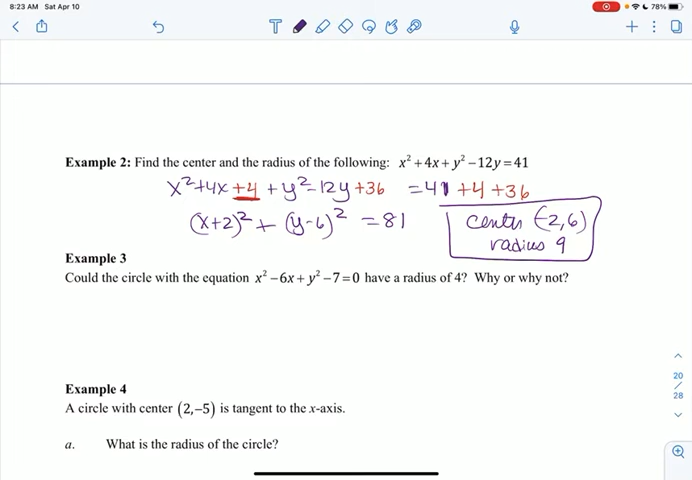 8:23 AM Sat Apr 10
78%
Example 2: Find the center and the radius of the following: x² + 4x + y² − 12y = 41
x² + 4x + 4 + y² − 12y + 36 = 41 + 4 + 36
(x+2)² + (y−6)² = 81
center (−2,6)
radius 9
Example 3
Could the circle with the equation x² − 6x + y² − 7 = 0 have a radius of 4? Why or why not?
20
/
28
Example 4
A circle with center (2,−5) is tangent to the x-axis.
a. What is the radius of the circle?